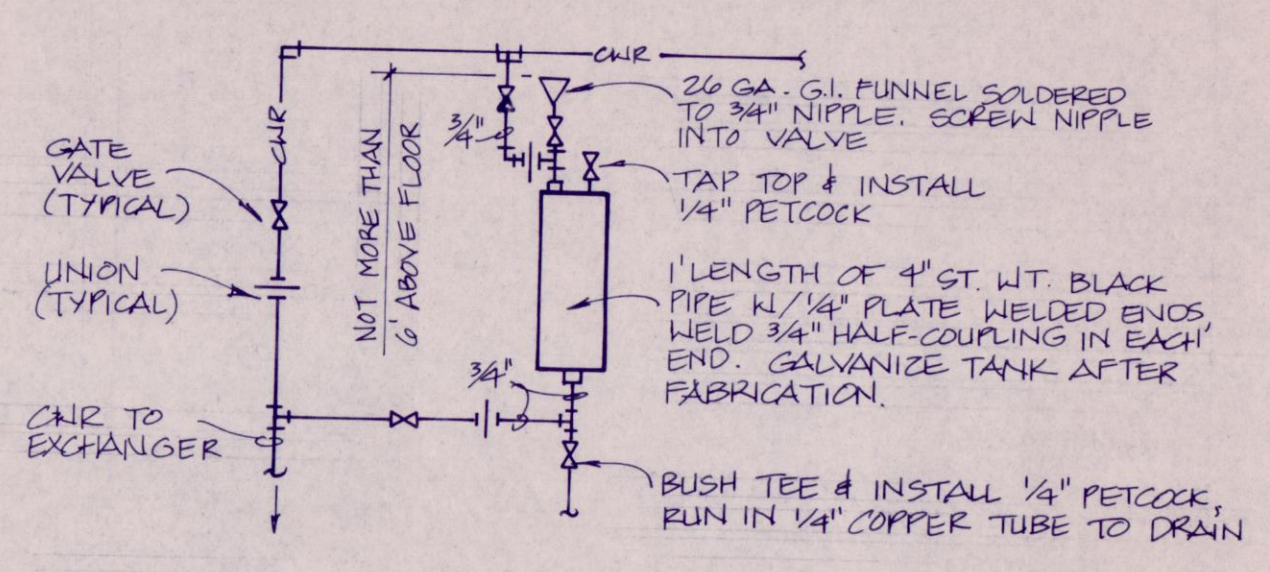 CWR
26 GA. G.I. FUNNEL SOLDERED
TO 3/4" NIPPLE. SCREW NIPPLE
INTO VALVE
CWR
3/4"
GATE
VALVE
(TYPICAL)
TAP TOP & INSTALL
1/4" PETCOCK
NOT MORE THAN
6' ABOVE FLOOR
UNION
(TYPICAL)
1' LENGTH OF 4" ST. WT. BLACK
PIPE W/ 1/4" PLATE WELDED ENDS
WELD 3/4" HALF-COUPLING IN EACH
END. GALVANIZE TANK AFTER
FABRICATION.
3/4"
CWR TO
EXCHANGER
BUSH TEE & INSTALL 1/4" PETCOCK,
RUN IN 1/4" COPPER TUBE TO DRAIN